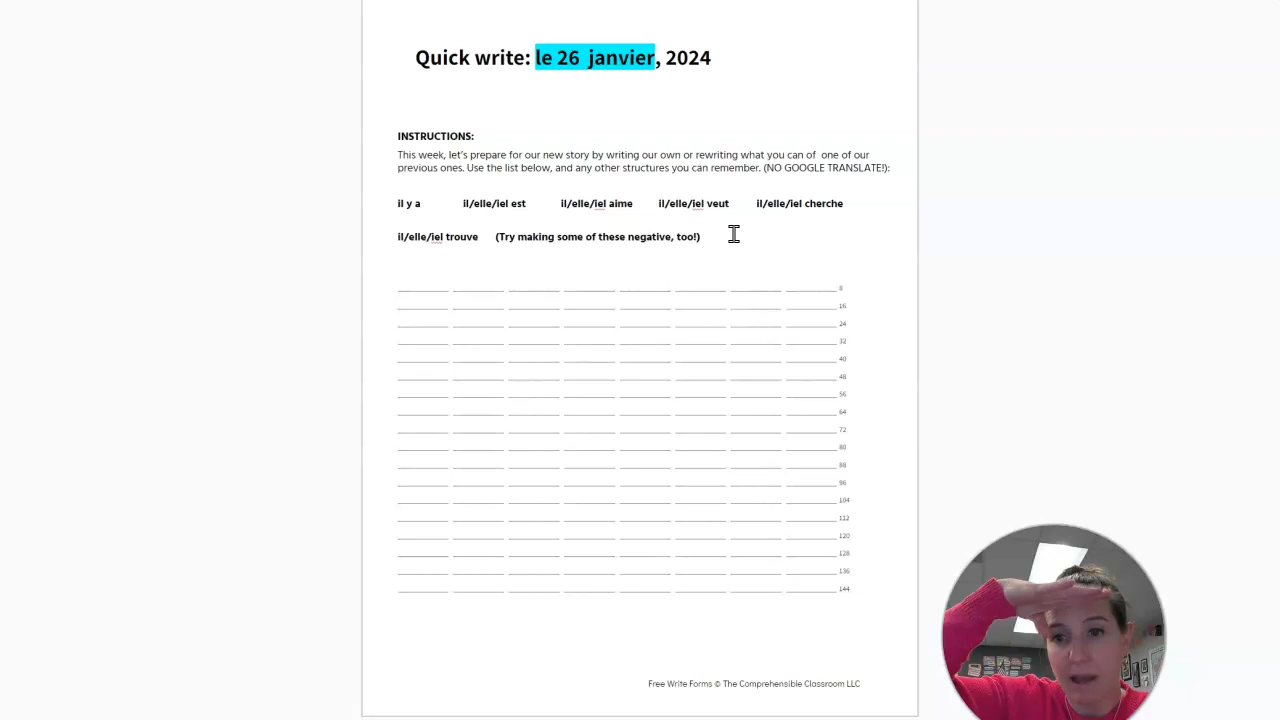 Quick write: le 26 janvier, 2024
INSTRUCTIONS:
This week, let's prepare for our new story by writing our own or rewriting what you can of one of our
previous ones. Use the list below, and any other structures you can remember. (NO GOOGLE TRANSLATE!):
il y a il/elle/iel est il/elle/iel aime il/elle/iel veut il/elle/iel cherche
il/elle/iel trouve (Try making some of these negative, too!)
8
16
24
32
40
48
56
64
72
80
88
96
104
112
120
128
136
144
Free Write Forms © The Comprehensible Classroom LLC